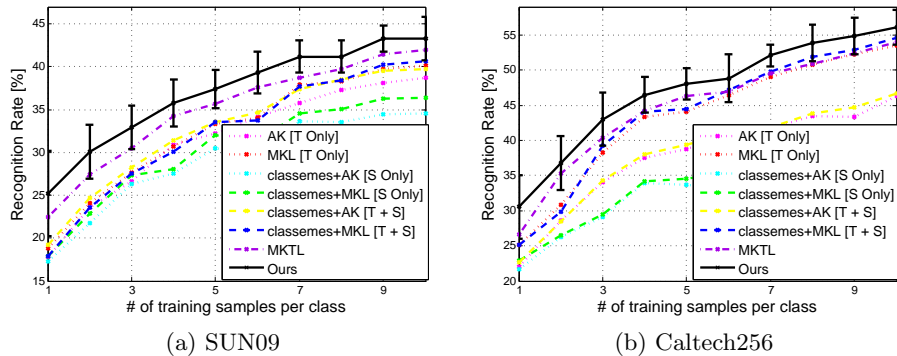 45
40
35
30
25
20
15
Recognition Rate [%]
1 3 5 7 9
# of training samples per class
AK [T Only]
MKL [T Only]
classemes+AK [S Only]
classemes+MKL [S Only]
classemes+AK [T + S]
classemes+MKL [T + S]
MKTL
Ours
(a) SUN09
55
50
45
40
35
30
25
20
Recognition Rate [%]
1 3 5 7 9
# of training samples per class
AK [T Only]
MKL [T Only]
classemes+AK [S Only]
classemes+MKL [S Only]
classemes+AK [T + S]
classemes+MKL [T + S]
MKTL
Ours
(b) Caltech256